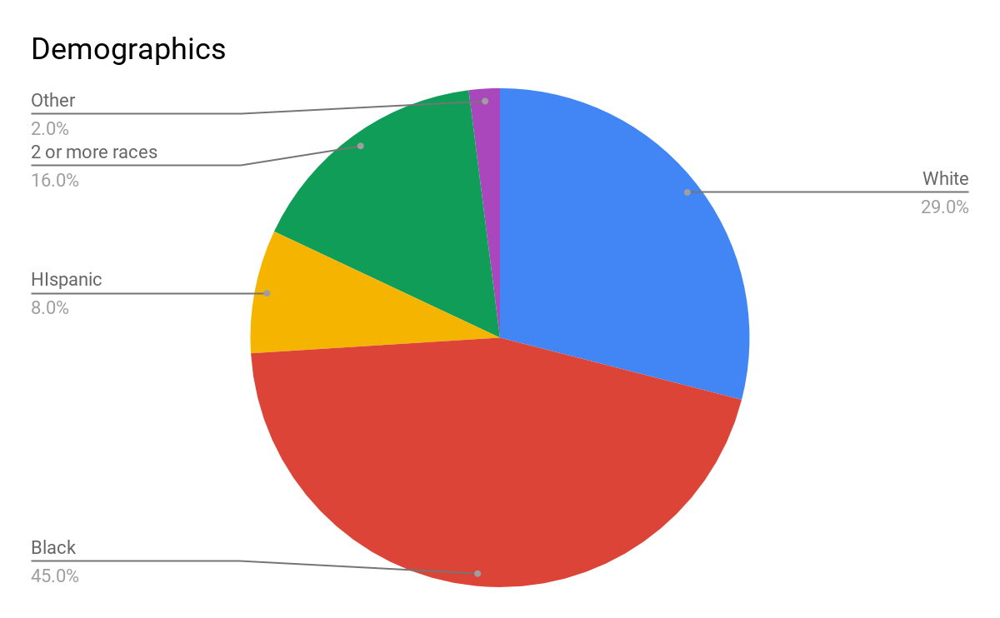 Demographics
Other
2.0%
2 or more races
16.0%
White
29.0%
HIspanic
8.0%
Black
45.0%